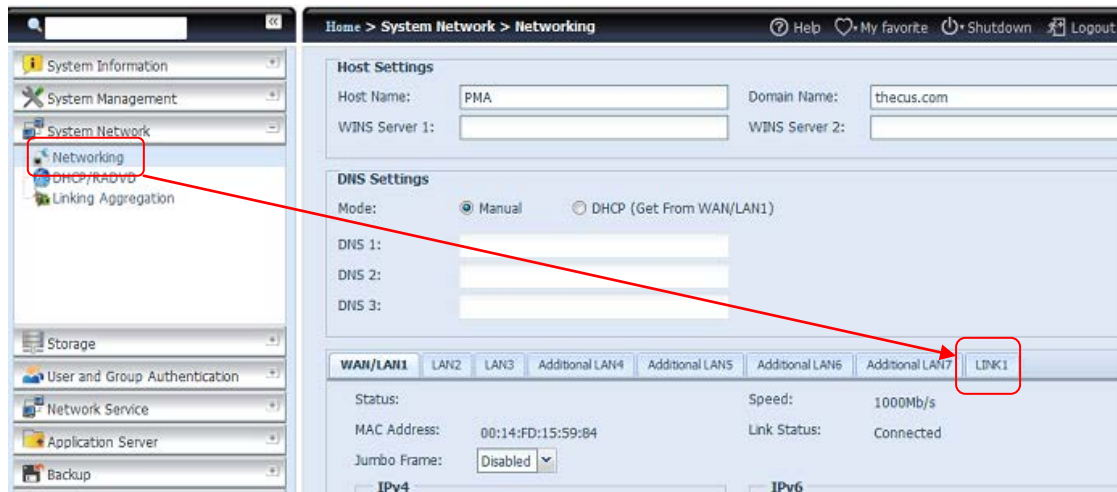 Home > System Network > Networking
Help My favorite Shutdown Logout
System Information
System Management
System Network
Networking
DHCP/RADVD
Linking Aggregation
Storage
User and Group Authentication
Network Service
Application Server
Backup
Host Settings
Host Name: PMA Domain Name: thecus.com
WINS Server 1: WINS Server 2:
DNS Settings
Mode: Manual DHCP (Get From WAN/LAN1)
DNS 1:
DNS 2:
DNS 3:
WAN/LAN1 LAN2 LAN3 Additional LAN4 Additional LAN5 Additional LAN6 Additional LAN7 LINK1
Status: Speed: 1000Mb/s
MAC Address: 00:14:FD:15:59:84 Link Status: Connected
Jumbo Frame: Disabled
IPv4 IPv6